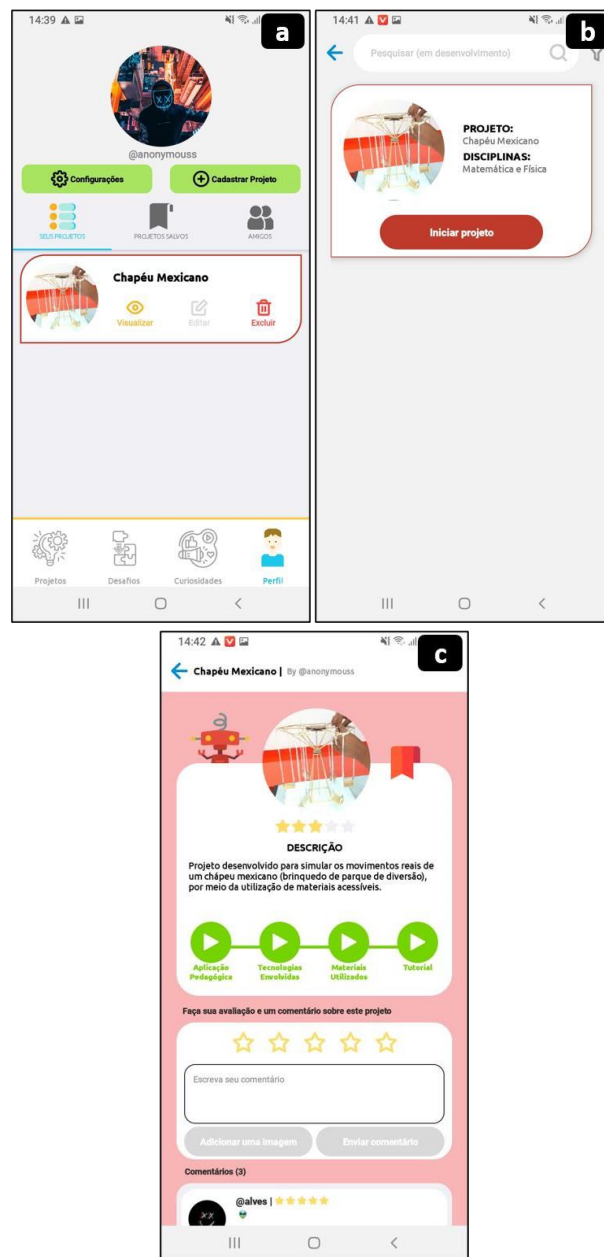 14:39
a
@anonymouss
Configurações
Cadastrar Projeto
SEUS PROJETOS
PROJETOS SALVOS
AMIGOS
Chapéu Mexicano
Visualizar
Editar
Excluir
Projetos
Desafios
Curiosidades
Perfil
14:41
b
Pesquisar (em desenvolvimento)
PROJETO:
Chapéu Mexicano
DISCIPLINAS:
Matemática e Física
Iniciar projeto
14:42
c
Chapéu Mexicano | By @anonymouss
DESCRIÇÃO
Projeto desenvolvido para simular os movimentos reais de
um chápeu mexicano (brinquedo de parque de diversão),
por meio da utilização de materiais acessíveis.
Aplicação
Pedagógica
Tecnologias
Envolvidas
Materiais
Utilizados
Tutorial
Faça sua avaliação e um comentário sobre este projeto
Escreva seu comentário
Adicionar uma imagem
Enviar comentário
Comentários (3)
@alves |